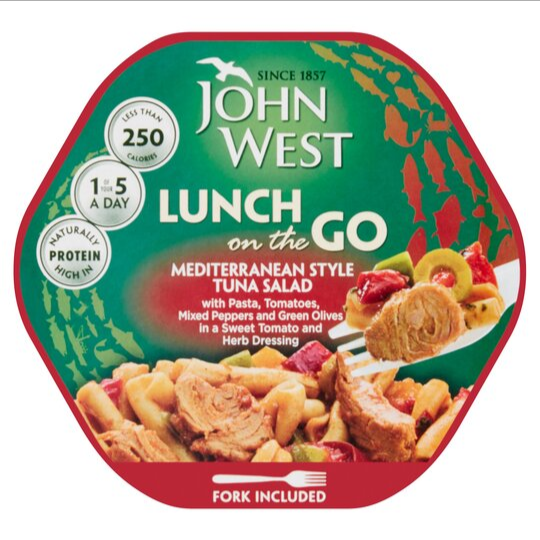 SINCE 1857
JOHN
WEST
LESS THAN
250
CALORIES
1 OF YOUR 5
A DAY
NATURALLY
PROTEIN
HIGH IN
LUNCH
on the GO
MEDITERRANEAN STYLE
TUNA SALAD
with Pasta, Tomatoes,
Mixed Peppers and Green Olives
in a Sweet Tomato and
Herb Dressing
FORK INCLUDED